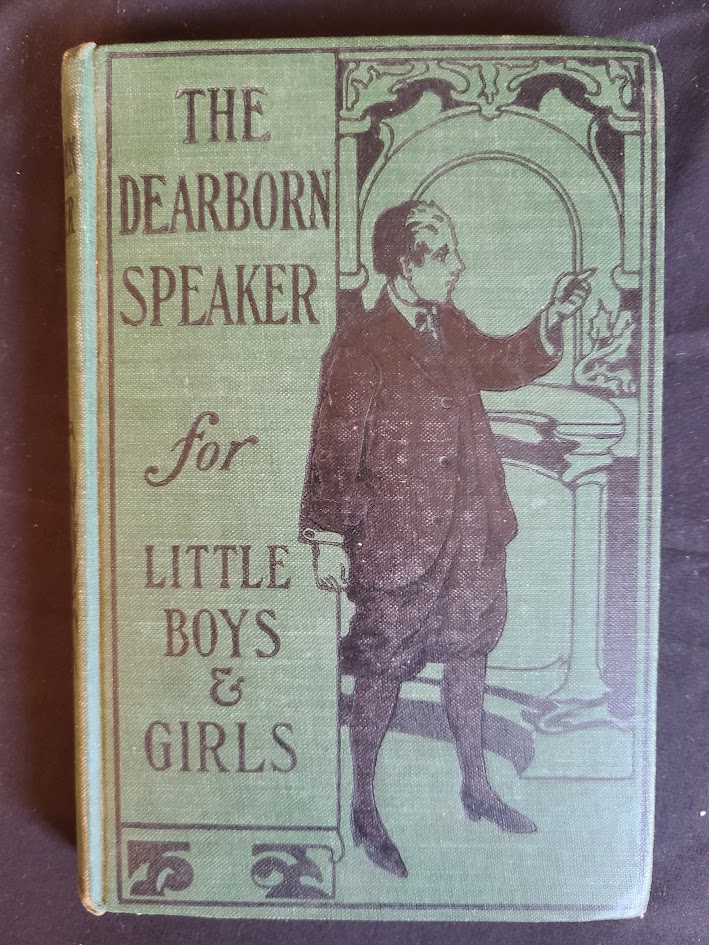 THE
DEARBORN
SPEAKER
for
LITTLE
BOYS
&
GIRLS